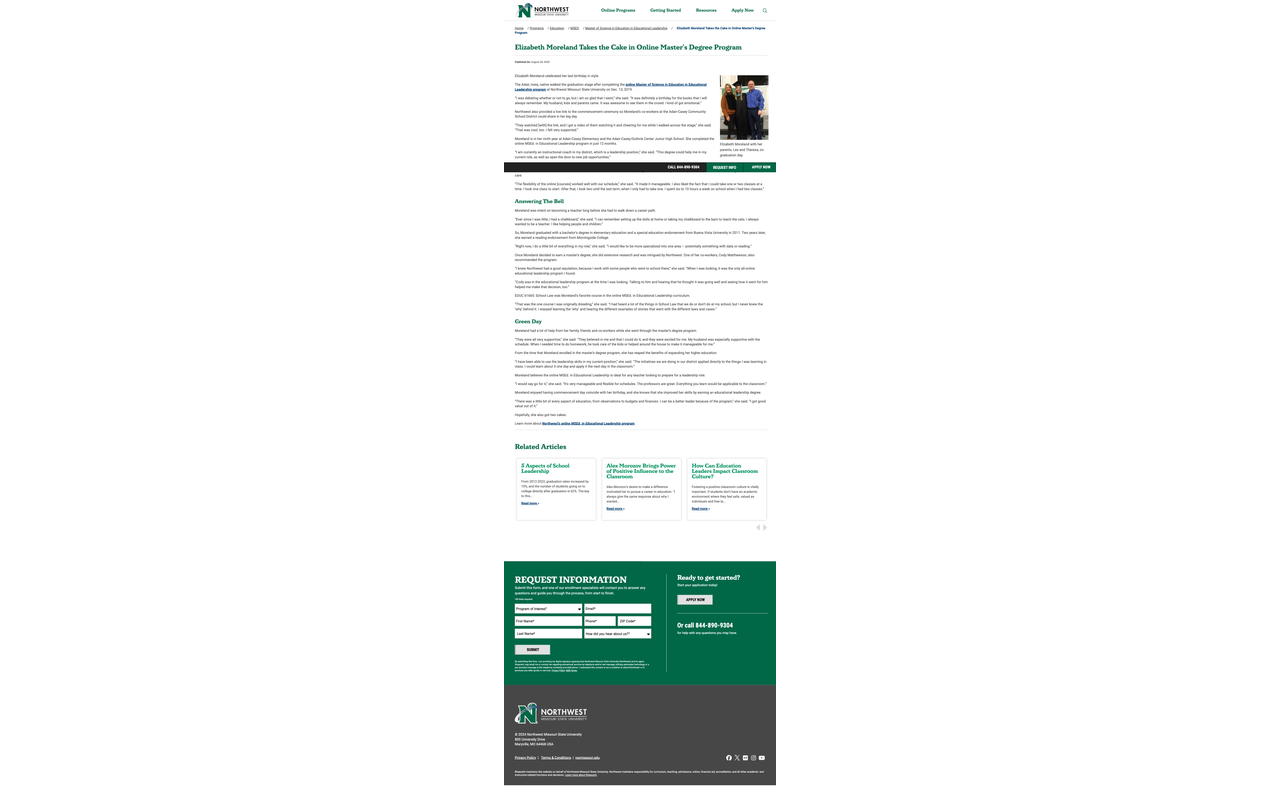 NORTHWEST
MISSOURI STATE UNIVERSITY
Online Programs
Getting Started
Resources
Apply Now
Home / Programs / Education / MSED / Master of Science in Education in Educational Leadership / Elizabeth Moreland Takes the Cake in Online Master's Degree
Program
Elizabeth Moreland Takes the Cake in Online Master's Degree Program
Published On: August 28, 2020
Elizabeth Moreland celebrated her last birthday in style.
The Adair, Iowa, native walked the graduation stage after completing the online Master of Science in Education in Educational
Leadership program at Northwest Missouri State University on Dec. 13, 2019.
"I was debating whether or not to go, but I am so glad that I went," she said. "It was definitely a birthday for the books that I will
always remember. My husband, kids and parents came. It was awesome to see them in the crowd. I kind of got emotional."
Northwest also provided a live link to the commencement ceremony so Moreland's co-workers at the Adair-Casey Community
School District could share in her big day.
"They watched [with] the link, and I got a video of them watching it and cheering for me while I walked across the stage," she said.
"That was cool, too. I felt very supported."
Moreland is in her ninth year at Adair-Casey Elementary and the Adair-Casey/Guthrie Center Junior High School. She completed the
online MSEd. in Educational Leadership program in just 15 months.
"I am currently an instructional coach in my district, which is a leadership position," she said. "This degree could help me in my
current role, as well as open the door to new job opportunities."
Elizabeth Moreland with her
parents, Les and Theresa, on
graduation day.
CALL 844-890-9304
REQUEST INFO
APPLY NOW
care.
"The flexibility of the online [courses] worked well with our schedule," she said. "It made it manageable. I also liked the fact that I could take one or two classes at a
time. I took one class to start. After that, I took two until the last term, when I only had to take one. I spent six to 10 hours a week on school when I had two classes."
Answering The Bell
Moreland was intent on becoming a teacher long before she had to walk down a career path.
"Ever since I was little, I had a chalkboard," she said. "I can remember setting up the dolls at home or taking my chalkboard to the barn to teach the cats. I always
wanted to be a teacher. I like helping people and children."
So, Moreland graduated with a bachelor's degree in elementary education and a special education endorsement from Buena Vista University in 2011. Two years later,
she earned a reading endorsement from Morningside College.
"Right now, I do a little bit of everything in my role," she said. "I would like to be more specialized into one area – potentially something with data or reading."
Once Moreland decided to earn a master's degree, she did extensive research and was intrigued by Northwest. One of her co-workers, Cody Matthewson, also
recommended the program.
"I knew Northwest had a good reputation, because I work with some people who went to school there," she said. "When I was looking, it was the only all-online
educational leadership program I found.
"Cody was in the educational leadership program at the time I was looking. Talking to him and hearing that he thought it was going well and seeing how it went for him
helped me make that decision, too."
EDUC 61665: School Law was Moreland's favorite course in the online MSEd. in Educational Leadership curriculum.
"That was the one course I was originally dreading," she said. "I had heard a lot of the things in School Law that we do or don't do at my school, but I never knew the
'why' behind it. I enjoyed learning the 'why' and hearing the different examples of stories that went with the different laws and cases."
Green Day
Moreland had a lot of help from her family, friends and co-workers while she went through the master's degree program.
"They were all very supportive," she said. "They believed in me and that I could do it, and they were excited for me. My husband was especially supportive with the
schedule. When I needed time to do homework, he took care of the kids or helped around the house to make it manageable for me."
From the time that Moreland enrolled in the master's degree program, she has reaped the benefits of expanding her higher education.
"I have been able to use the leadership skills in my current position," she said. "The initiatives we are doing in our district applied directly to the things I was learning in
class. I could learn about it one day and apply it the next day in the classroom."
Moreland believes the online MSEd. in Educational Leadership is ideal for any teacher looking to prepare for a leadership role.
"I would say go for it," she said. "It's very manageable and flexible for schedules. The professors are great. Everything you learn would be applicable to the classroom."
Moreland enjoyed having commencement day coincide with her birthday, and she knows that she improved her skills by earning an educational leadership degree.
"There was a little bit of every aspect of education, from observations to budgets and finances. I can be a better leader because of the program," she said. "I got good
value out of it."
Hopefully, she also got two cakes.
Learn more about Northwest's online MSEd. in Educational Leadership program.
Related Articles
5 Aspects of School
Leadership
From 2012-2020, graduation rates increased by
10%, and the number of students going on to
college directly after graduation is 62%. The key
to this...
Read more »
Alex Morozov Brings Power
of Positive Influence to the
Classroom
Alex Morozov's desire to make a difference
motivated her to pursue a career in education. "I
always give the same response about why I
wanted...
Read more »
How Can Education
Leaders Impact Classroom
Culture?
Fostering a positive classroom culture is vitally
important. If students don't have an academic
environment where they feel safe, valued as
individuals and free to...
Read more »
REQUEST INFORMATION
Submit this form, and one of our enrollment specialists will contact you to answer any
questions and guide you through the process, from start to finish.
*All fields required.
Program of Interest*
Email*
First Name*
Phone*
ZIP Code*
Last Name*
How did you hear about us?*
SUBMIT
Ready to get started?
Start your application today!
APPLY NOW
Or call 844-890-9304
for help with any questions you may have.
NORTHWEST
MISSOURI STATE UNIVERSITY
© 2024 Northwest Missouri State University
800 University Drive
Maryville, MO 64468 USA
Privacy Policy | Terms & Conditions | nwmissouri.edu